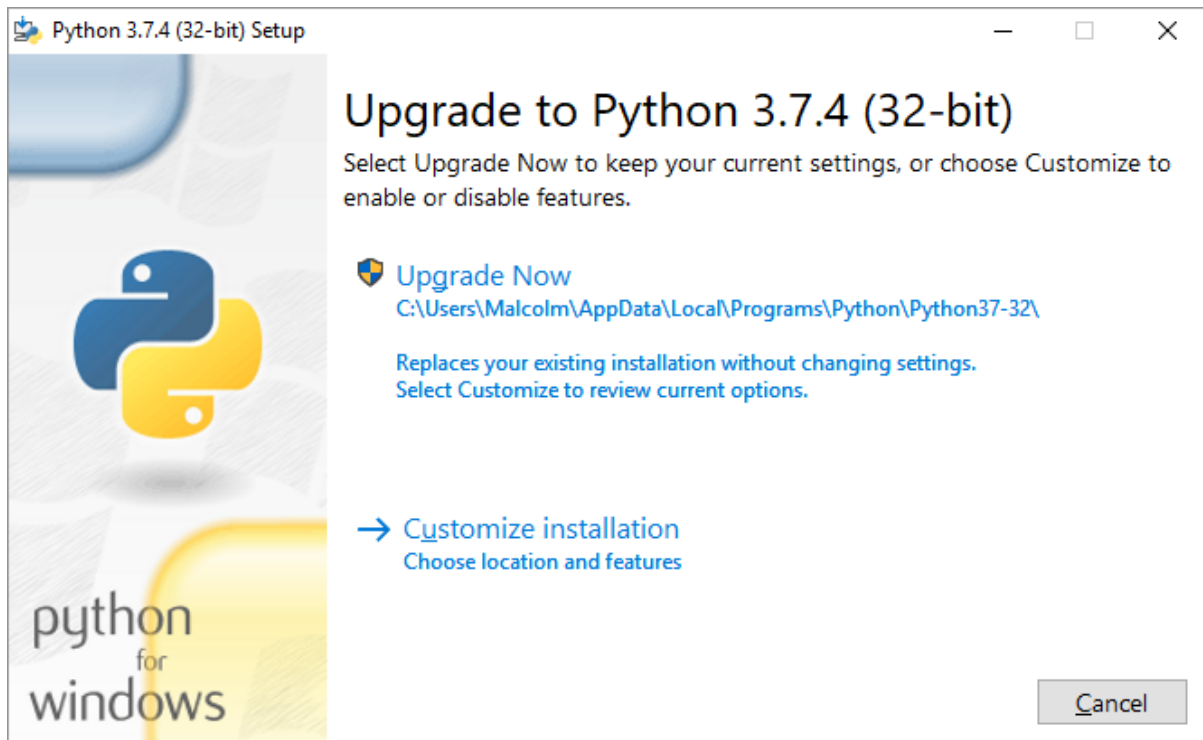 Python 3.7.4 (32-bit) Setup
Upgrade to Python 3.7.4 (32-bit)
Select Upgrade Now to keep your current settings, or choose Customize to
enable or disable features.
Upgrade Now
C:\Users\Malcolm\AppData\Local\Programs\Python\Python37-32\
Replaces your existing installation without changing settings.
Select Customize to review current options.
Customize installation
Choose location and features
python
for
windows
Cancel